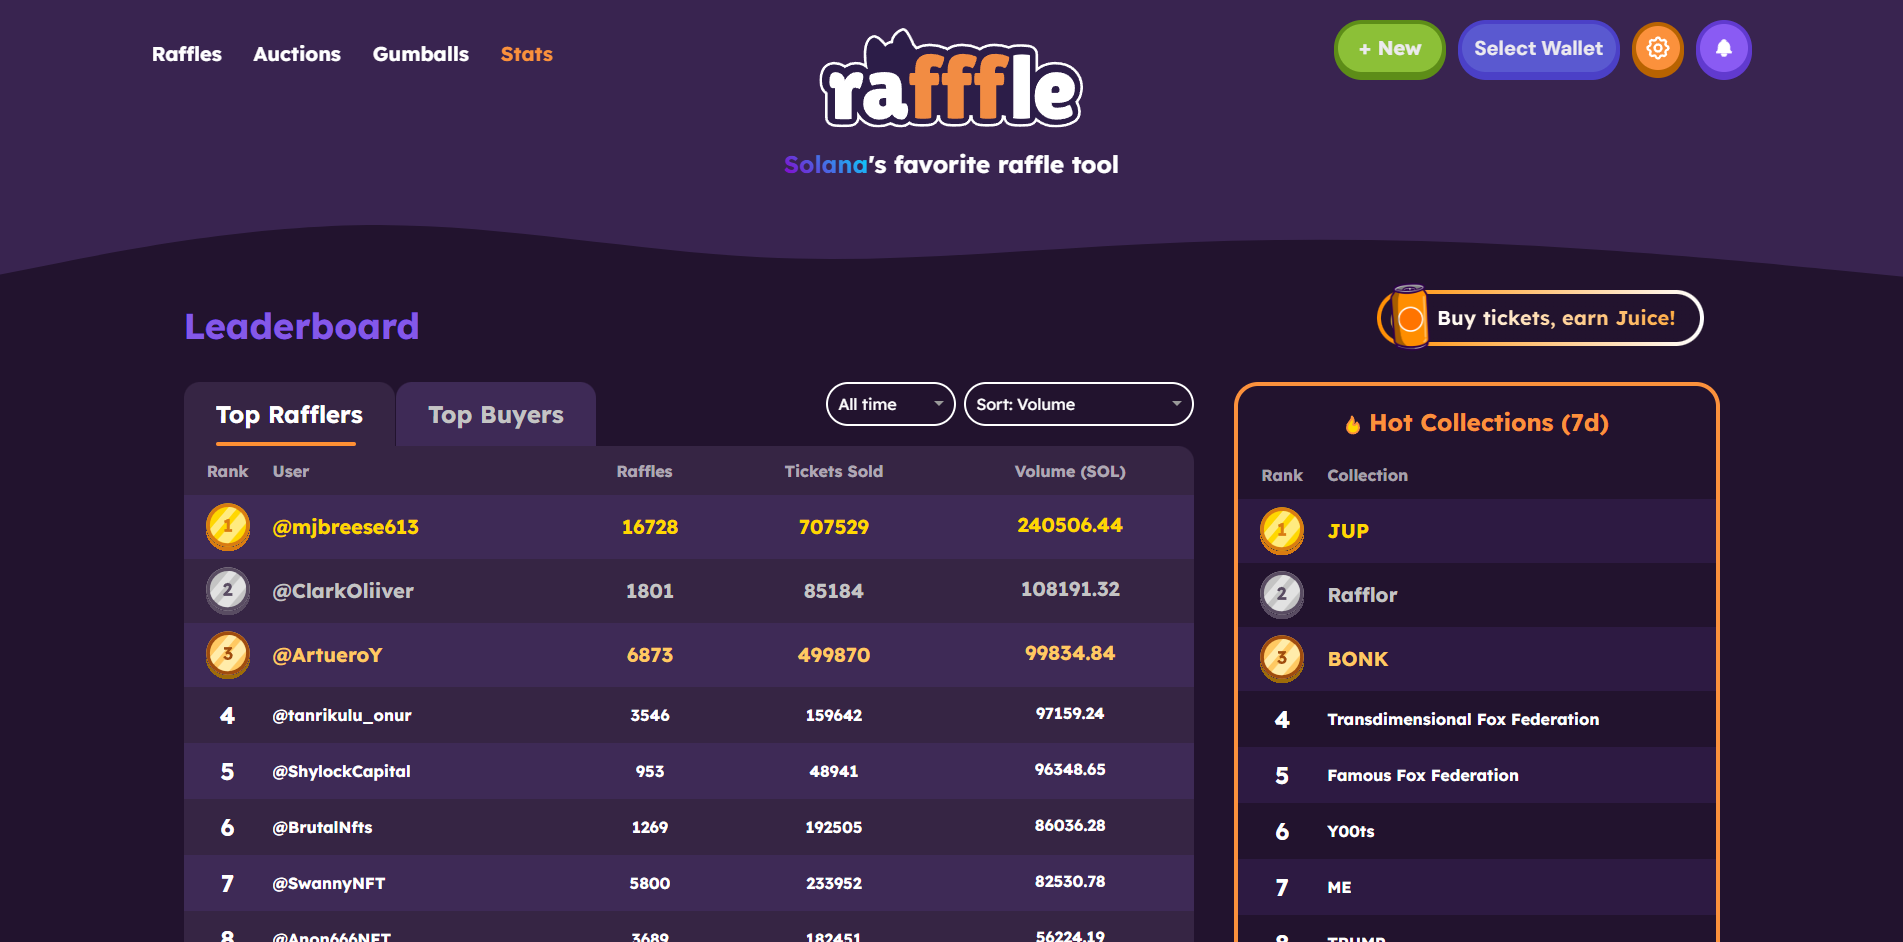 Raffles Auctions Gumballs Stats
rafffle
+ New Select Wallet
Solana's favorite raffle tool
Leaderboard
Buy tickets, earn Juice!
Top Rafflers Top Buyers
All time Sort: Volume
Rank User Raffles Tickets Sold Volume (SOL)
1 @mjbreese613 16728 707529 240506.44
2 @ClarkOliiver 1801 85184 108191.32
3 @ArtueroY 6873 499870 99834.84
4 @tanrikulu_onur 3546 159642 97159.24
5 @ShylockCapital 953 48941 96348.65
6 @BrutalNfts 1269 192505 86036.28
7 @SwannyNFT 5800 233952 82530.78
8 @Anon666NFT 3689 182451 56224.19
🔥 Hot Collections (7d)
Rank Collection
1 JUP
2 Rafflor
3 BONK
4 Transdimensional Fox Federation
5 Famous Fox Federation
6 Y00ts
7 ME
8 TRUMP